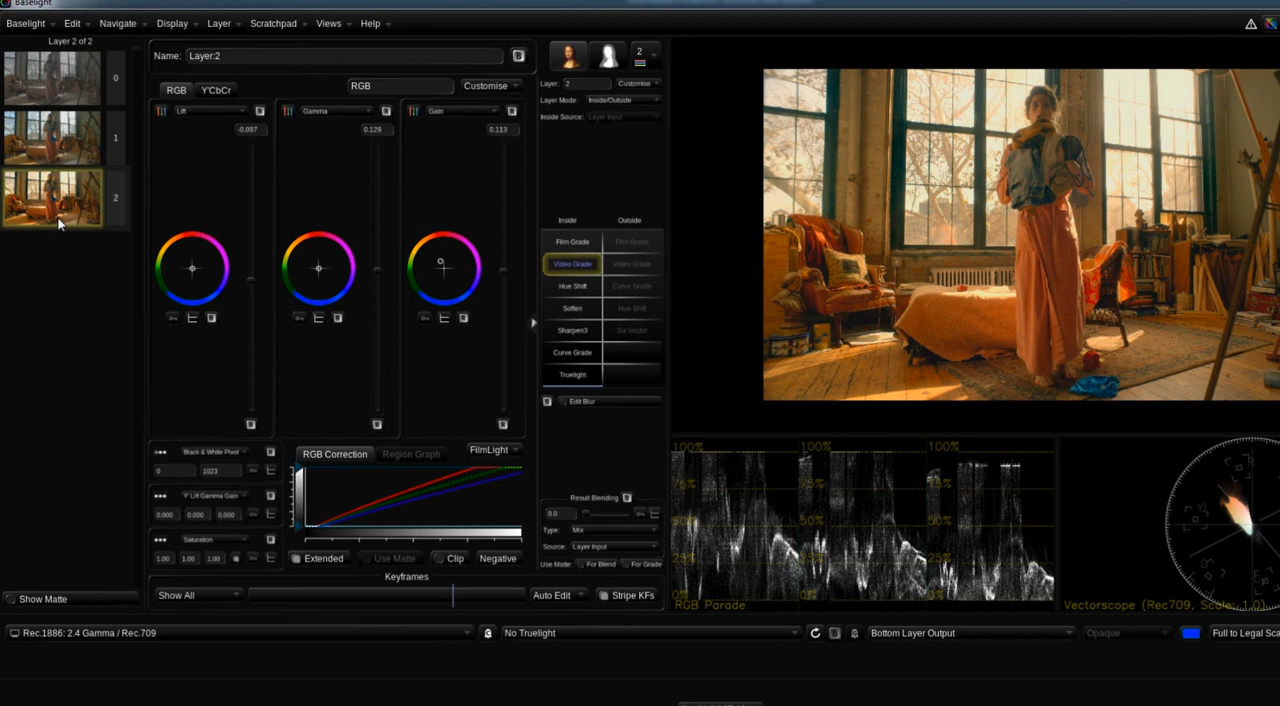 Baselight
Baselight Edit Navigate Display Layer Scratchpad Views Help
Layer 2 of 2
0
1
2
Show Matte
Name: Layer:2
RGB Y'CbCr RGB Customise
Lift Gamma Gain
-0.097 0.129 0.113
Black & White Pivot
0 1023
Y' Lift Gamma Gain
0.000 0.000 0.000
Saturation
1.00 1.00 1.00
RGB Correction Region Graph FilmLight
Extended Use Matte Clip Negative
Keyframes
Show All Auto Edit Stripe KFs
2
Layer: 2 Customise
Layer Mode: Inside/Outside
Inside Source: Layer Input
Inside Outside
Film Grade Film Grade
Video Grade Video Grade
Hue Shift Curve Grade
Soften Hue Shift
Sharpen3 Six Vector
Curve Grade
Truelight
Edit Blur
Result Blending
0.0
Type: Mix
Source: Layer Input
Use Matte: For Blend For Grade
100% 100% 100%
75% 75% 75%
50% 50% 50%
25% 25% 25%
0% 0% 0%
RGB Parade
Vectorscope (Rec709, Scale: 1.0)
Rec.1886: 2.4 Gamma / Rec.709 No Truelight Bottom Layer Output Opaque Full to Legal Sca